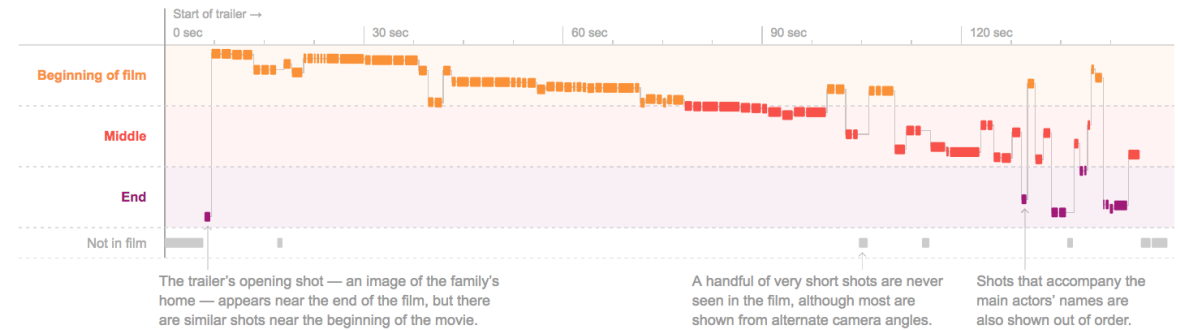 Start of trailer →
0 sec
30 sec
60 sec
90 sec
120 sec
Beginning of film
Middle
End
Not in film
The trailer's opening shot — an image of the family's
home — appears near the end of the film, but there
are similar shots near the beginning of the movie.
A handful of very short shots are never
seen in the film, although most are
shown from alternate camera angles.
Shots that accompany the
main actors' names are
also shown out of order.